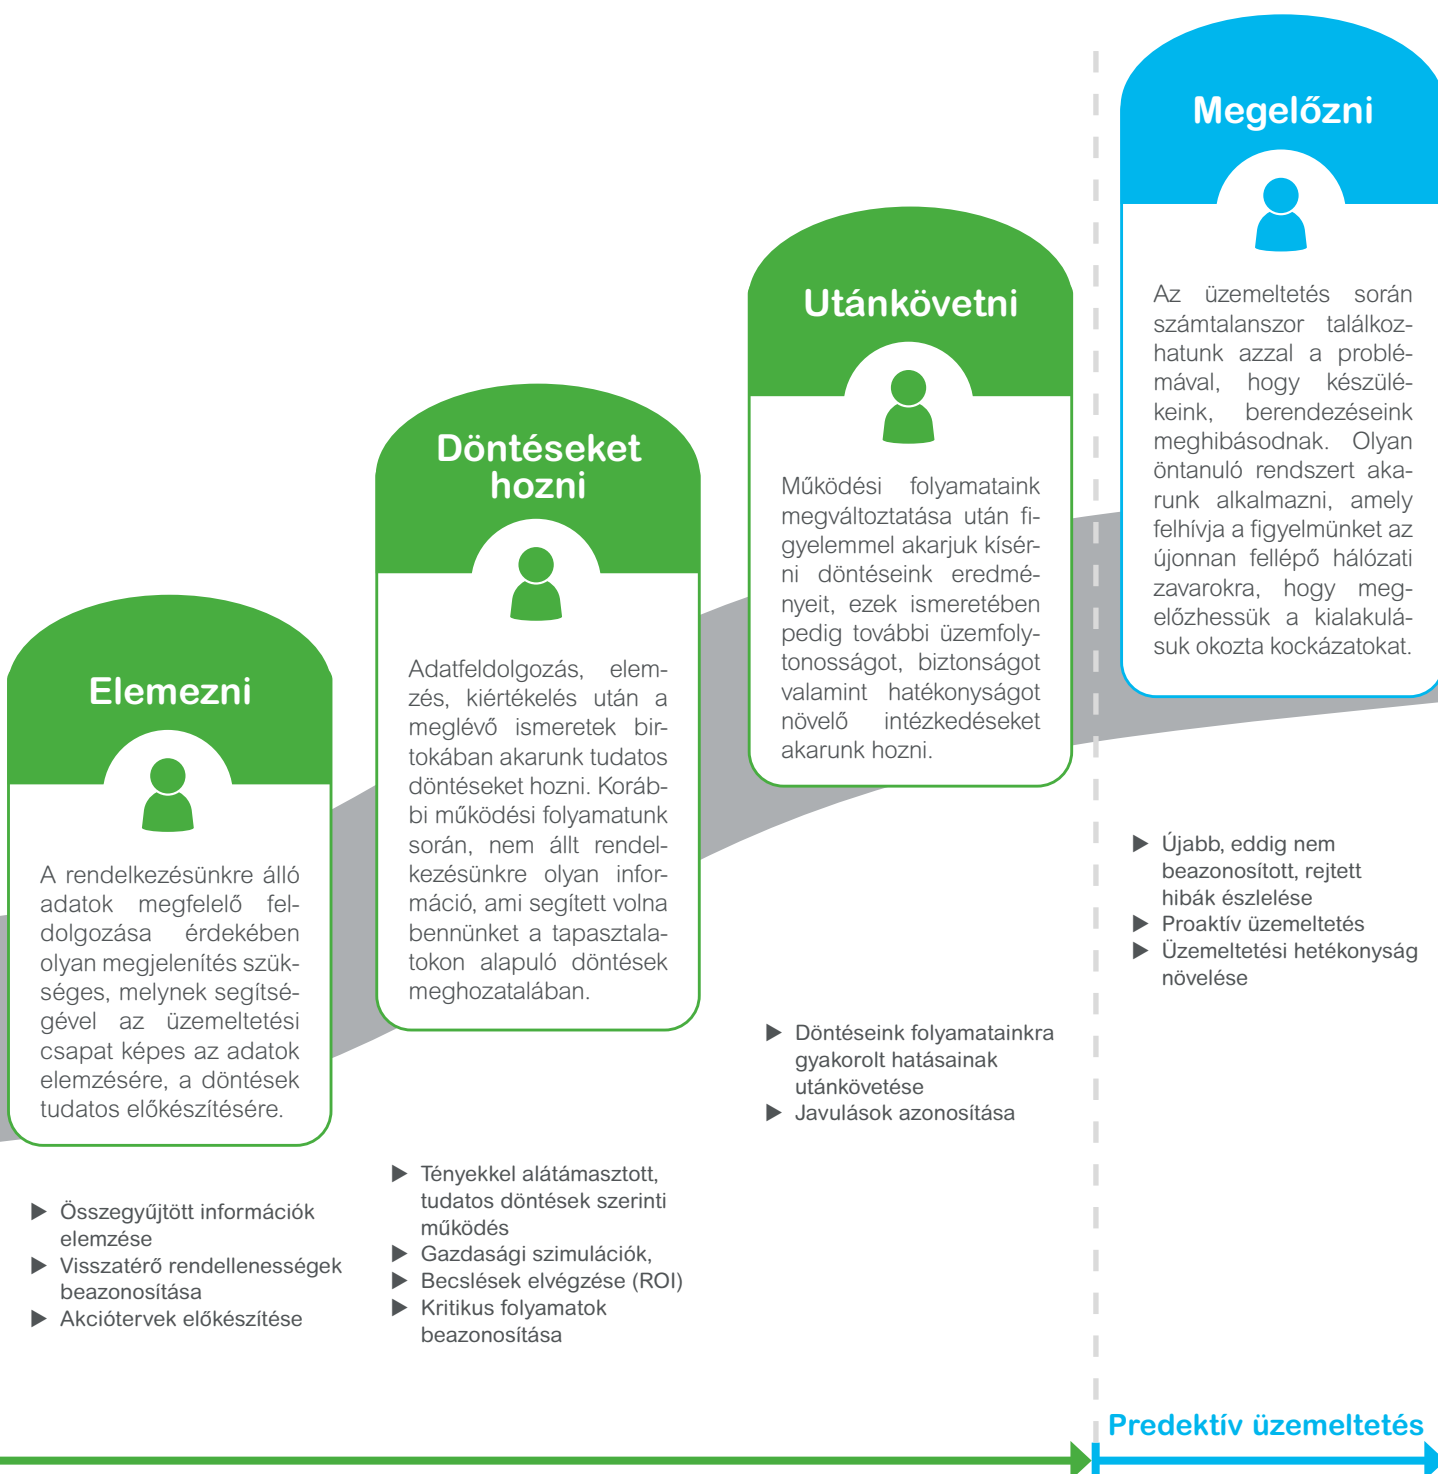 Elemezni
A rendelkezésünkre álló
adatok megfelelő fel-
dolgozása érdekében
olyan megjelenítés szük-
séges, melynek segítsé-
gével az üzemeltetési
csapat képes az adatok
elemzésére, a döntések
tudatos előkészítésére.
▶ Összegyűjtött információk
elemzése
▶ Visszatérő rendellenességek
beazonosítása
▶ Akciótervek előkészítése
Döntéseket
hozni
Adatfeldolgozás, elem-
zés, kiértékelés után a
meglévő ismeretek bir-
tokában akarunk tudatos
döntéseket hozni. Koráb-
bi működési folyamatunk
során, nem állt rendel-
kezésünkre olyan infor-
máció, ami segített volna
bennünket a tapasztala-
tokon alapuló döntések
meghozatalában.
▶ Tényekkel alátámasztott,
tudatos döntések szerinti
működés
▶ Gazdasági szimulációk,
▶ Becslések elvégzése (ROI)
▶ Kritikus folyamatok
beazonosítása
Utánkövetni
Működési folyamataink
megváltoztatása után fi-
gyelemmel akarjuk kísér-
ni döntéseink eredmé-
nyeit, ezek ismeretében
pedig további üzemfoly-
tonosságot, biztonságot
valamint hatékonyságot
növelő intézkedéseket
akarunk hozni.
▶ Döntéseink folyamatainkra
gyakorolt hatásainak
utánkövetése
▶ Javulások azonosítása
Megelőzni
Az üzemeltetés során
számtalanszor találkoz-
hatunk azzal a problé-
mával, hogy készülé-
keink, berendezéseink
meghibásodnak. Olyan
öntanuló rendszert aka-
runk alkalmazni, amely
felhívja a figyelmünket az
újonnan fellépő hálózati
zavarokra, hogy meg-
előzhessük a kialakulá-
suk okozta kockázatokat.
▶ Újabb, eddig nem
beazonosított, rejtett
hibák észlelése
▶ Proaktív üzemeltetés
▶ Üzemeltetési hetékonyság
növelése
Predektív üzemeltetés